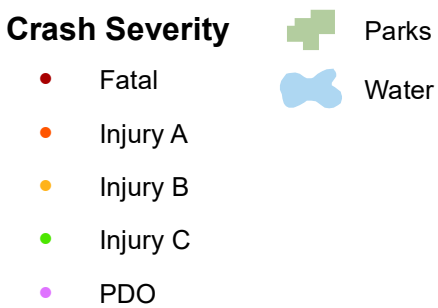 Crash Severity
Fatal
Injury A
Injury B
Injury C
PDO
Parks
Water